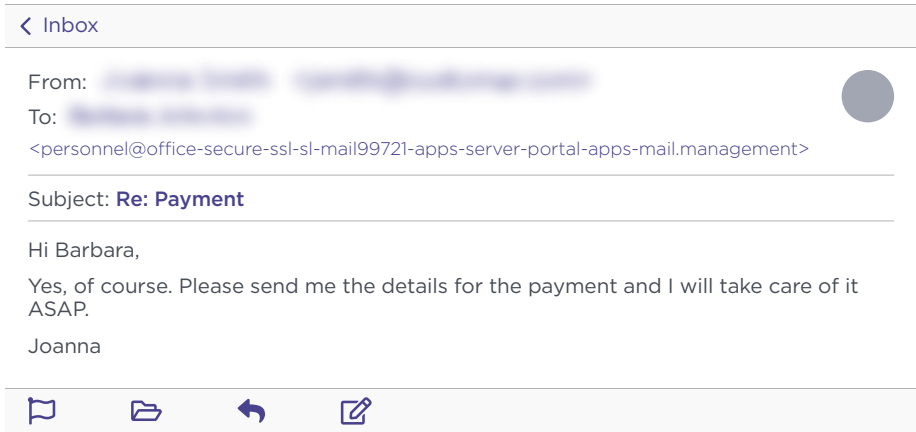 Inbox
From:
To:
<personnel@office-secure-ssl-sl-mail99721-apps-server-portal-apps-mail.management>
Subject: Re: Payment
Hi Barbara,
Yes, of course. Please send me the details for the payment and I will take care of it
ASAP.
Joanna